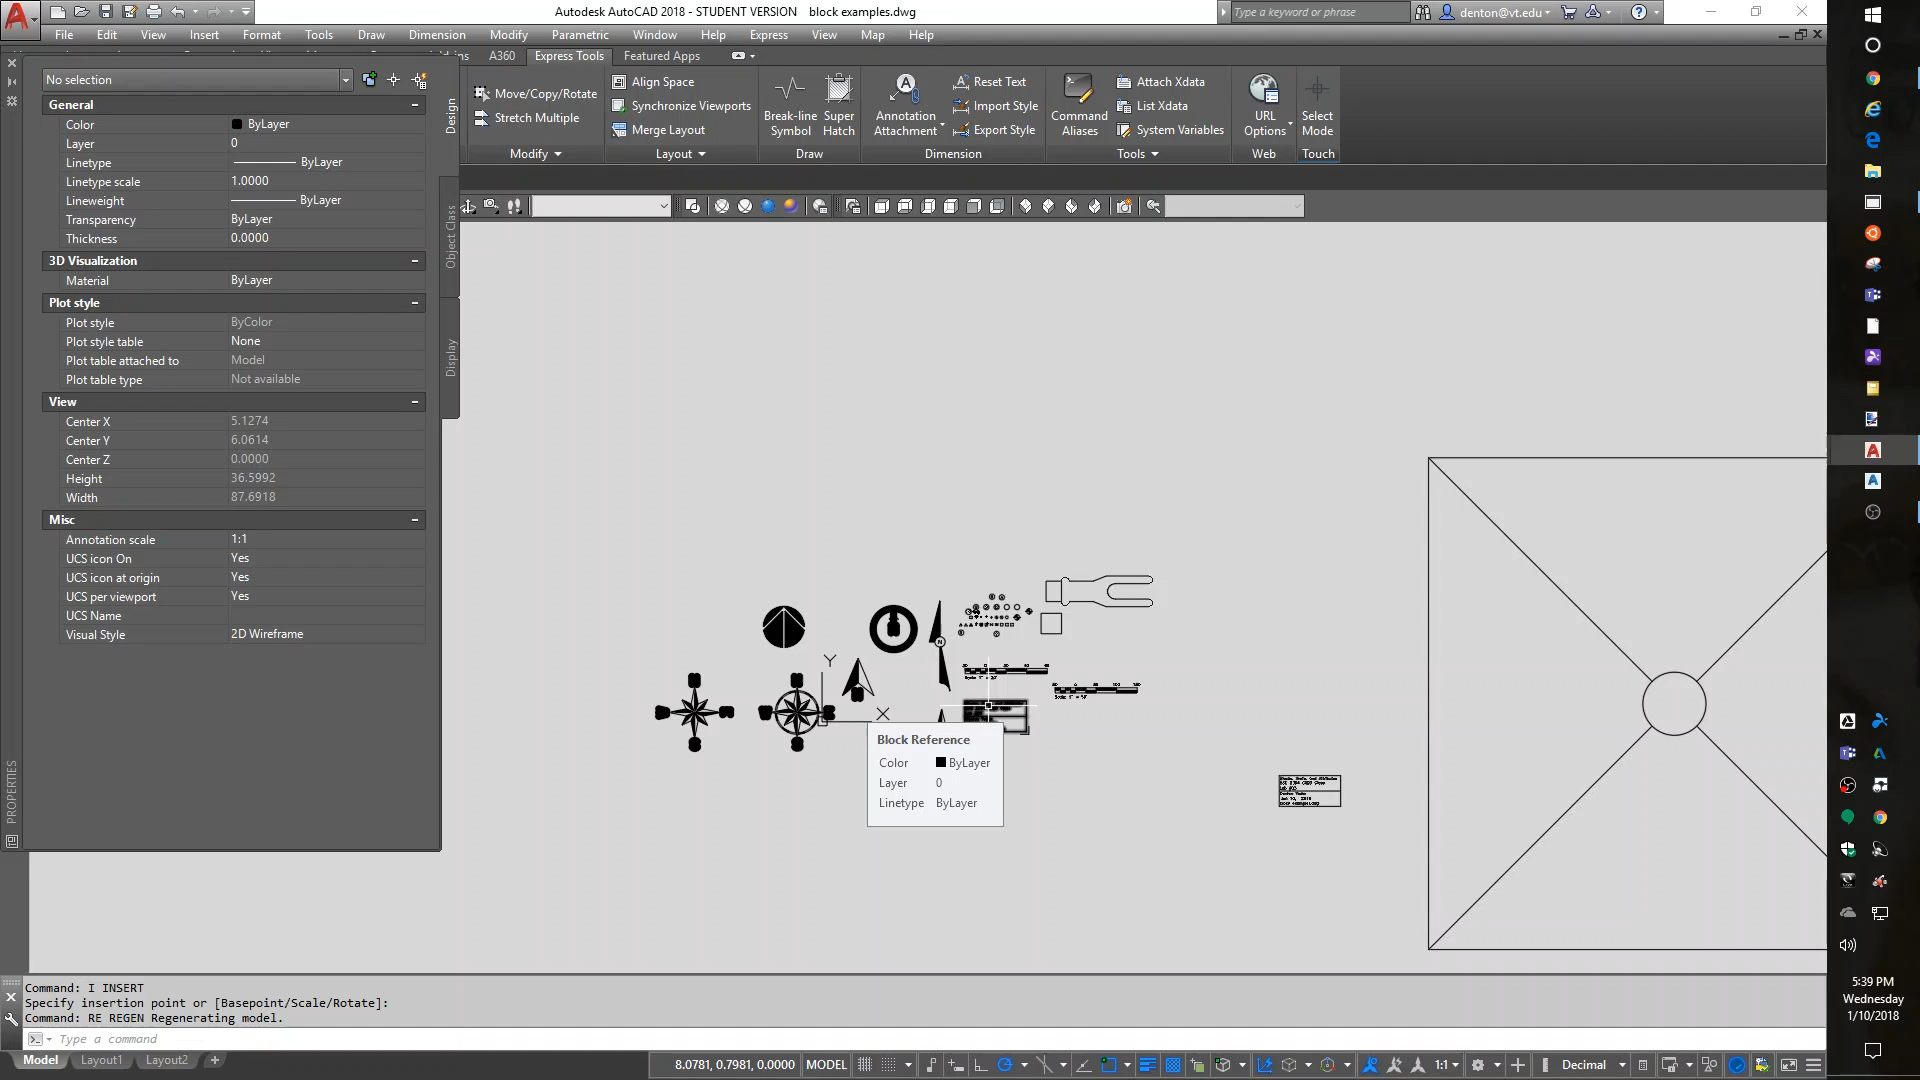 Autodesk AutoCAD 2018 - STUDENT VERSION block examples.dwg
Type a keyword or phrase
denton@vt.edu
File Edit View Insert Format Tools Draw Dimension Modify Parametric Window Help Express View Map Help
A360 Express Tools Featured Apps
No selection
General
Color ByLayer
Layer 0
Linetype ByLayer
Linetype scale 1.0000
Lineweight ByLayer
Transparency ByLayer
Thickness 0.0000
3D Visualization
Material ByLayer
Plot style
Plot style ByColor
Plot style table None
Plot table attached to Model
Plot table type Not available
View
Center X 5.1274
Center Y 6.0614
Center Z 0.0000
Height 36.5992
Width 87.6918
Misc
Annotation scale 1:1
UCS icon On Yes
UCS icon at origin Yes
UCS per viewport Yes
UCS Name
Visual Style 2D Wireframe
PROPERTIES
Design
Object Class
Display
Move/Copy/Rotate
Stretch Multiple
Modify
Align Space
Synchronize Viewports
Merge Layout
Layout
Break-line Symbol
Super Hatch
Draw
Annotation Attachment
Reset Text
Import Style
Export Style
Dimension
Command Aliases
Attach Xdata
List Xdata
System Variables
Tools
URL Options
Web
Select Mode
Touch
Y
X
N
Block Reference
Color ByLayer
Layer 0
Linetype ByLayer
Command: I INSERT
Specify insertion point or [Basepoint/Scale/Rotate]:
Command: RE REGEN Regenerating model.
Type a command
Model Layout1 Layout2 +
8.0781, 0.7981, 0.0000 MODEL
1:1
Decimal
5:39 PM
Wednesday
1/10/2018